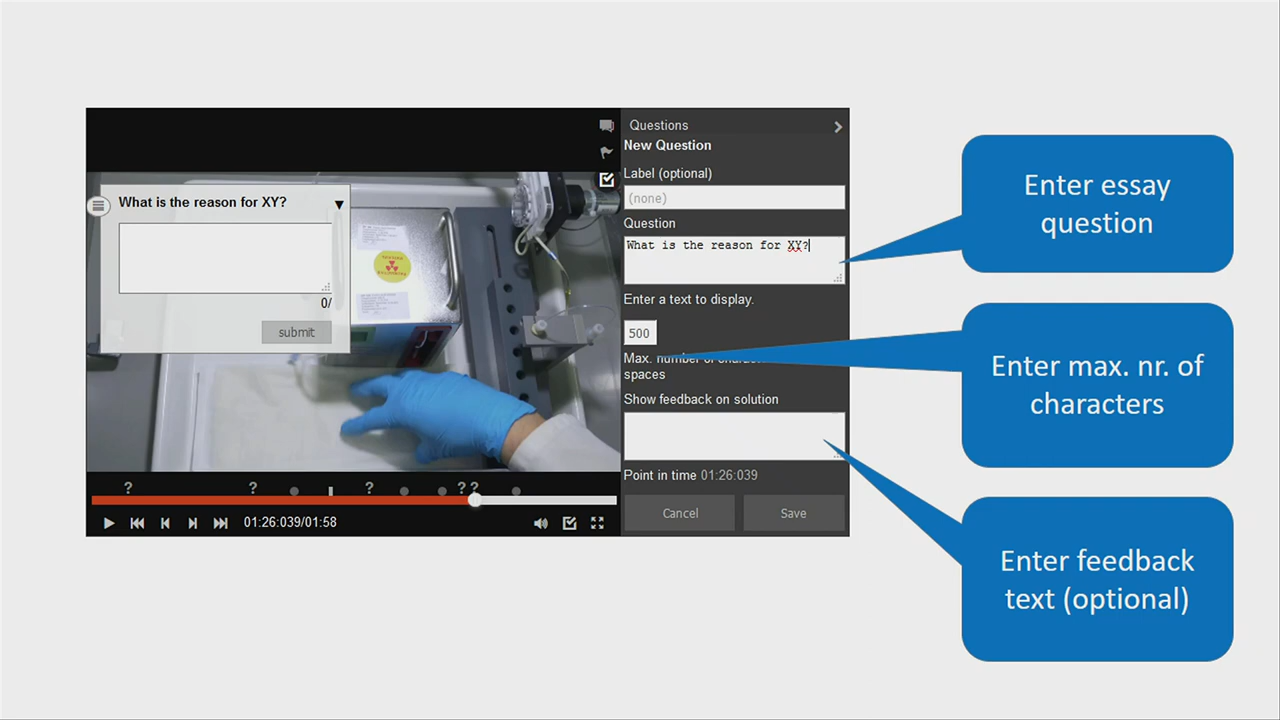 Questions
New Question
Label (optional)
(none)
Question
What is the reason for XY?
Enter a text to display.
500
Max. number of
spaces
Show feedback on solution
Point in time 01:26:039
Cancel
Save
What is the reason for XY?
0/
submit
01:26:039/01:58
? ? ? ? ?
Enter essay
question
Enter max. nr. of
characters
Enter feedback
text (optional)